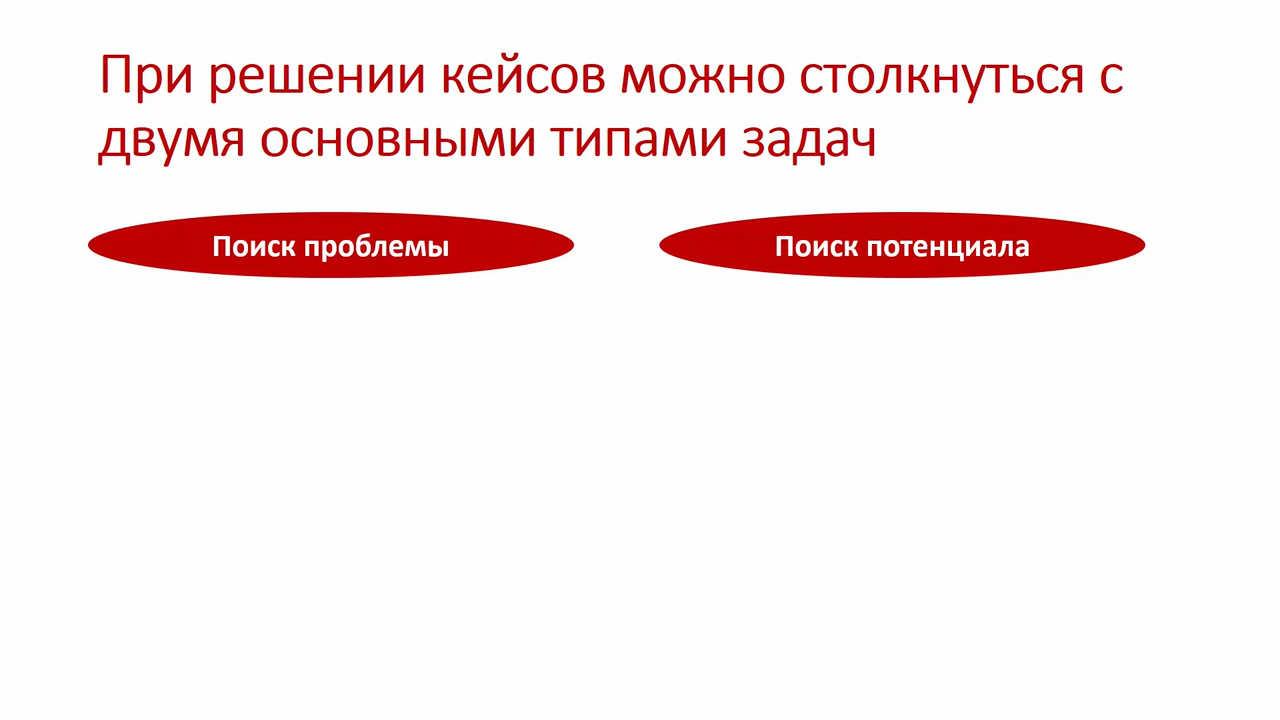 При решении кейсов можно столкнуться с
двумя основными типами задач
Поиск проблемы
Поиск потенциала